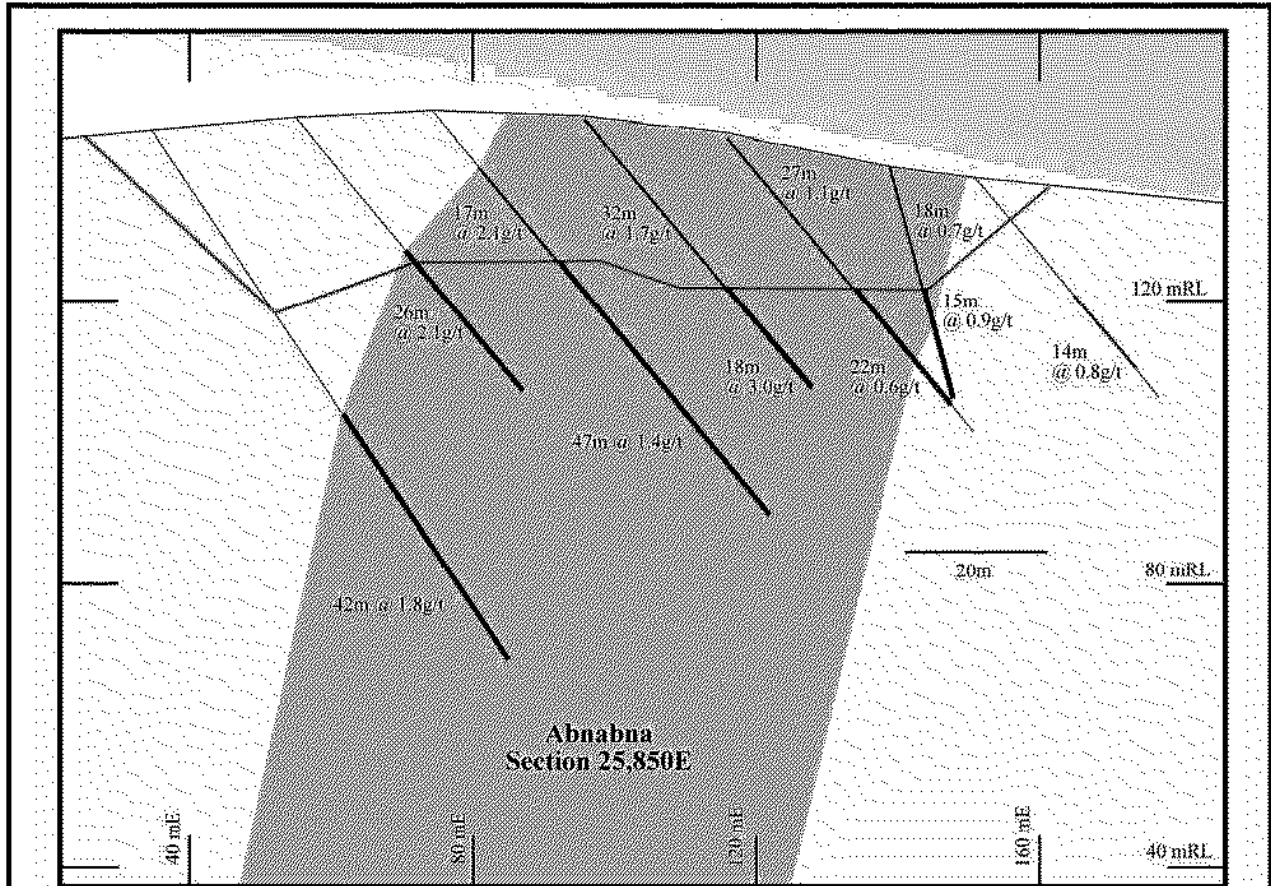 27m
@ 1.1g/t
17m
@ 2.1g/t
32m
@ 1.7g/t
18m
@ 0.7g/t
120 mRL
15m
@ 0.9g/t
26m
@ 2.1g/t
14m
@ 0.8g/t
18m
@ 3.0g/t
22m
@ 0.6g/t
47m @ 1.4g/t
20m
80 mRL
42m @ 1.8g/t
Abnabna
Section 25,850E
40 mE
80 mE
120 mE
160 mE
40 mRL